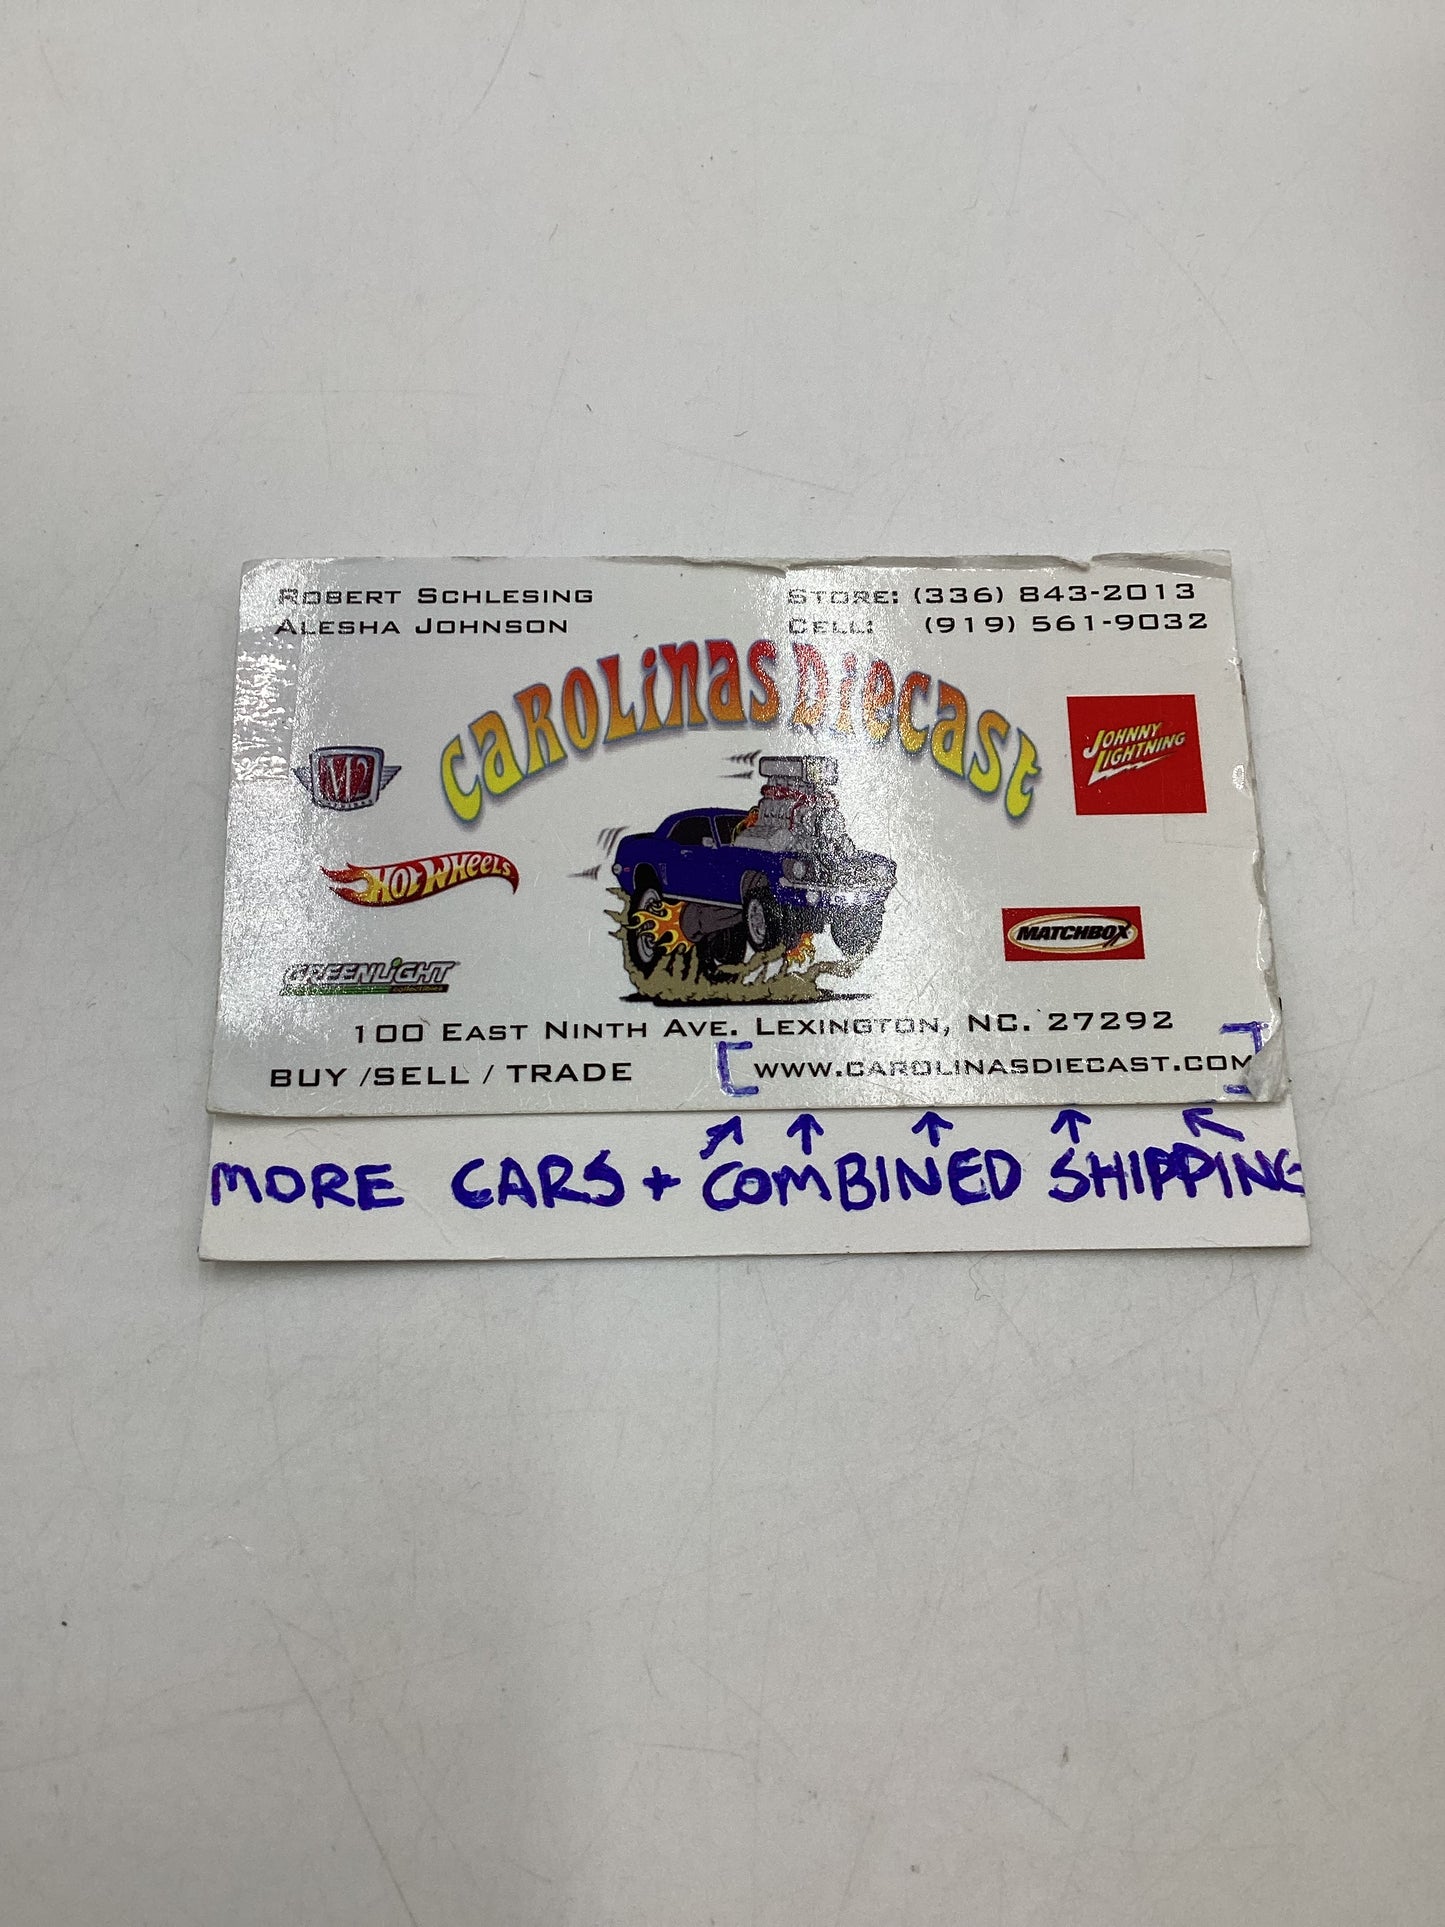 Robert Schlesing
Alesha Johnson
Store: (336) 843-2013
Cell: (919) 561-9032
Carolinas Diecast
M2
Johnny Lightning
Hot Wheels
Matchbox
GreenLight
collectibles
100 East Ninth Ave. Lexington, NC. 27292
BUY /SELL / TRADE
www.carolinasdiecast.com
MORE CARS + COMBINED SHIPPING